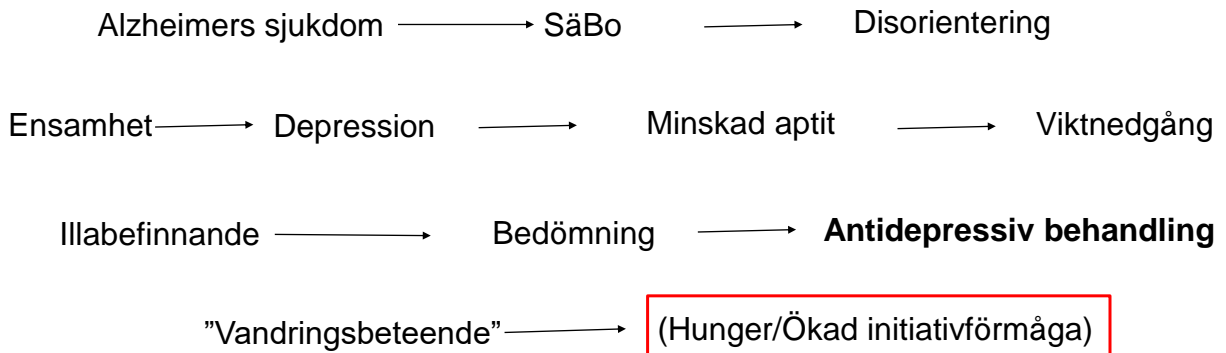 Alzheimers sjukdom SäBo Disorientering
Ensamhet Depression Minskad aptit Viktnedgång
Illabefinnande Bedömning Antidepressiv behandling
”Vandringsbeteende” (Hunger/Ökad initiativförmåga)